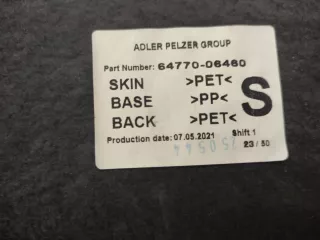 ADLER PELZER GROUP
Part Number: 64770-06460
SKIN >PET<
BASE >PP<
BACK >PET<
S
Production date: 07.05.2021 Shift 1
23 / 50